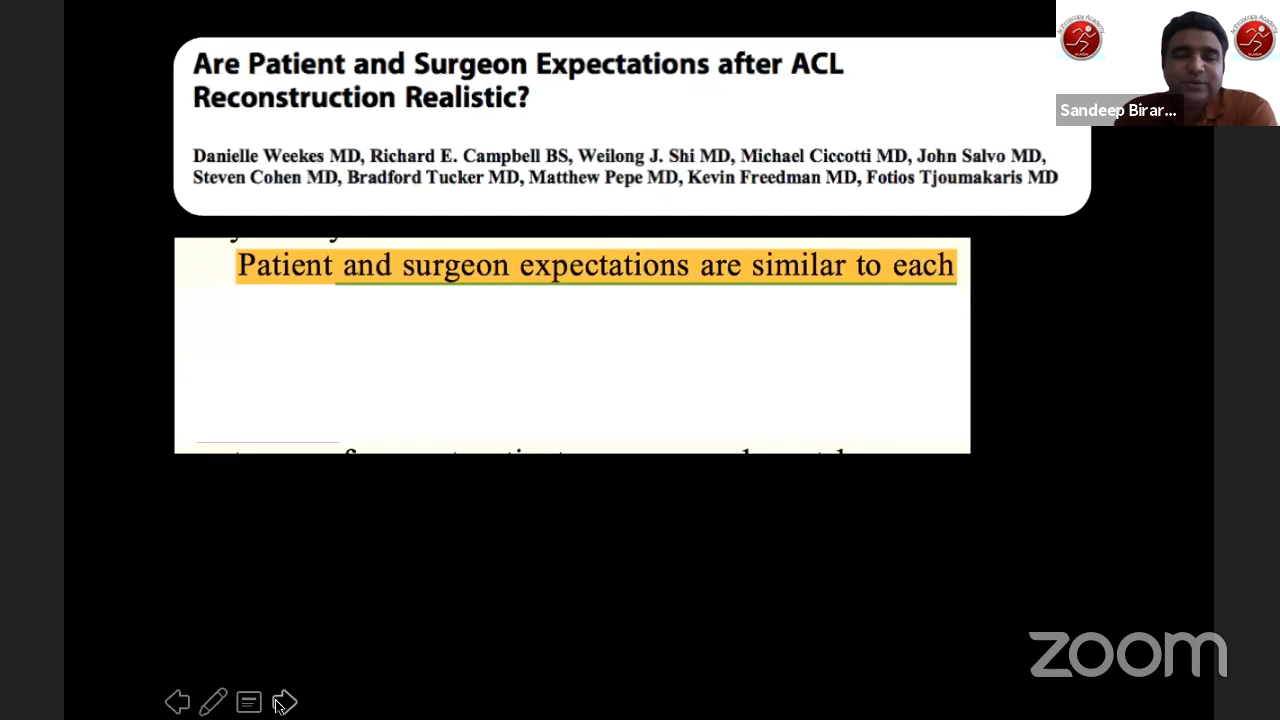 Are Patient and Surgeon Expectations after ACL
Reconstruction Realistic?
Danielle Weekes MD, Richard E. Campbell BS, Weilong J. Shi MD, Michael Ciccotti MD, John Salvo MD,
Steven Cohen MD, Bradford Tucker MD, Matthew Pepe MD, Kevin Freedman MD, Fotios Tjoumakaris MD
Patient and surgeon expectations are similar to each
Sandeep Birar...
zoom